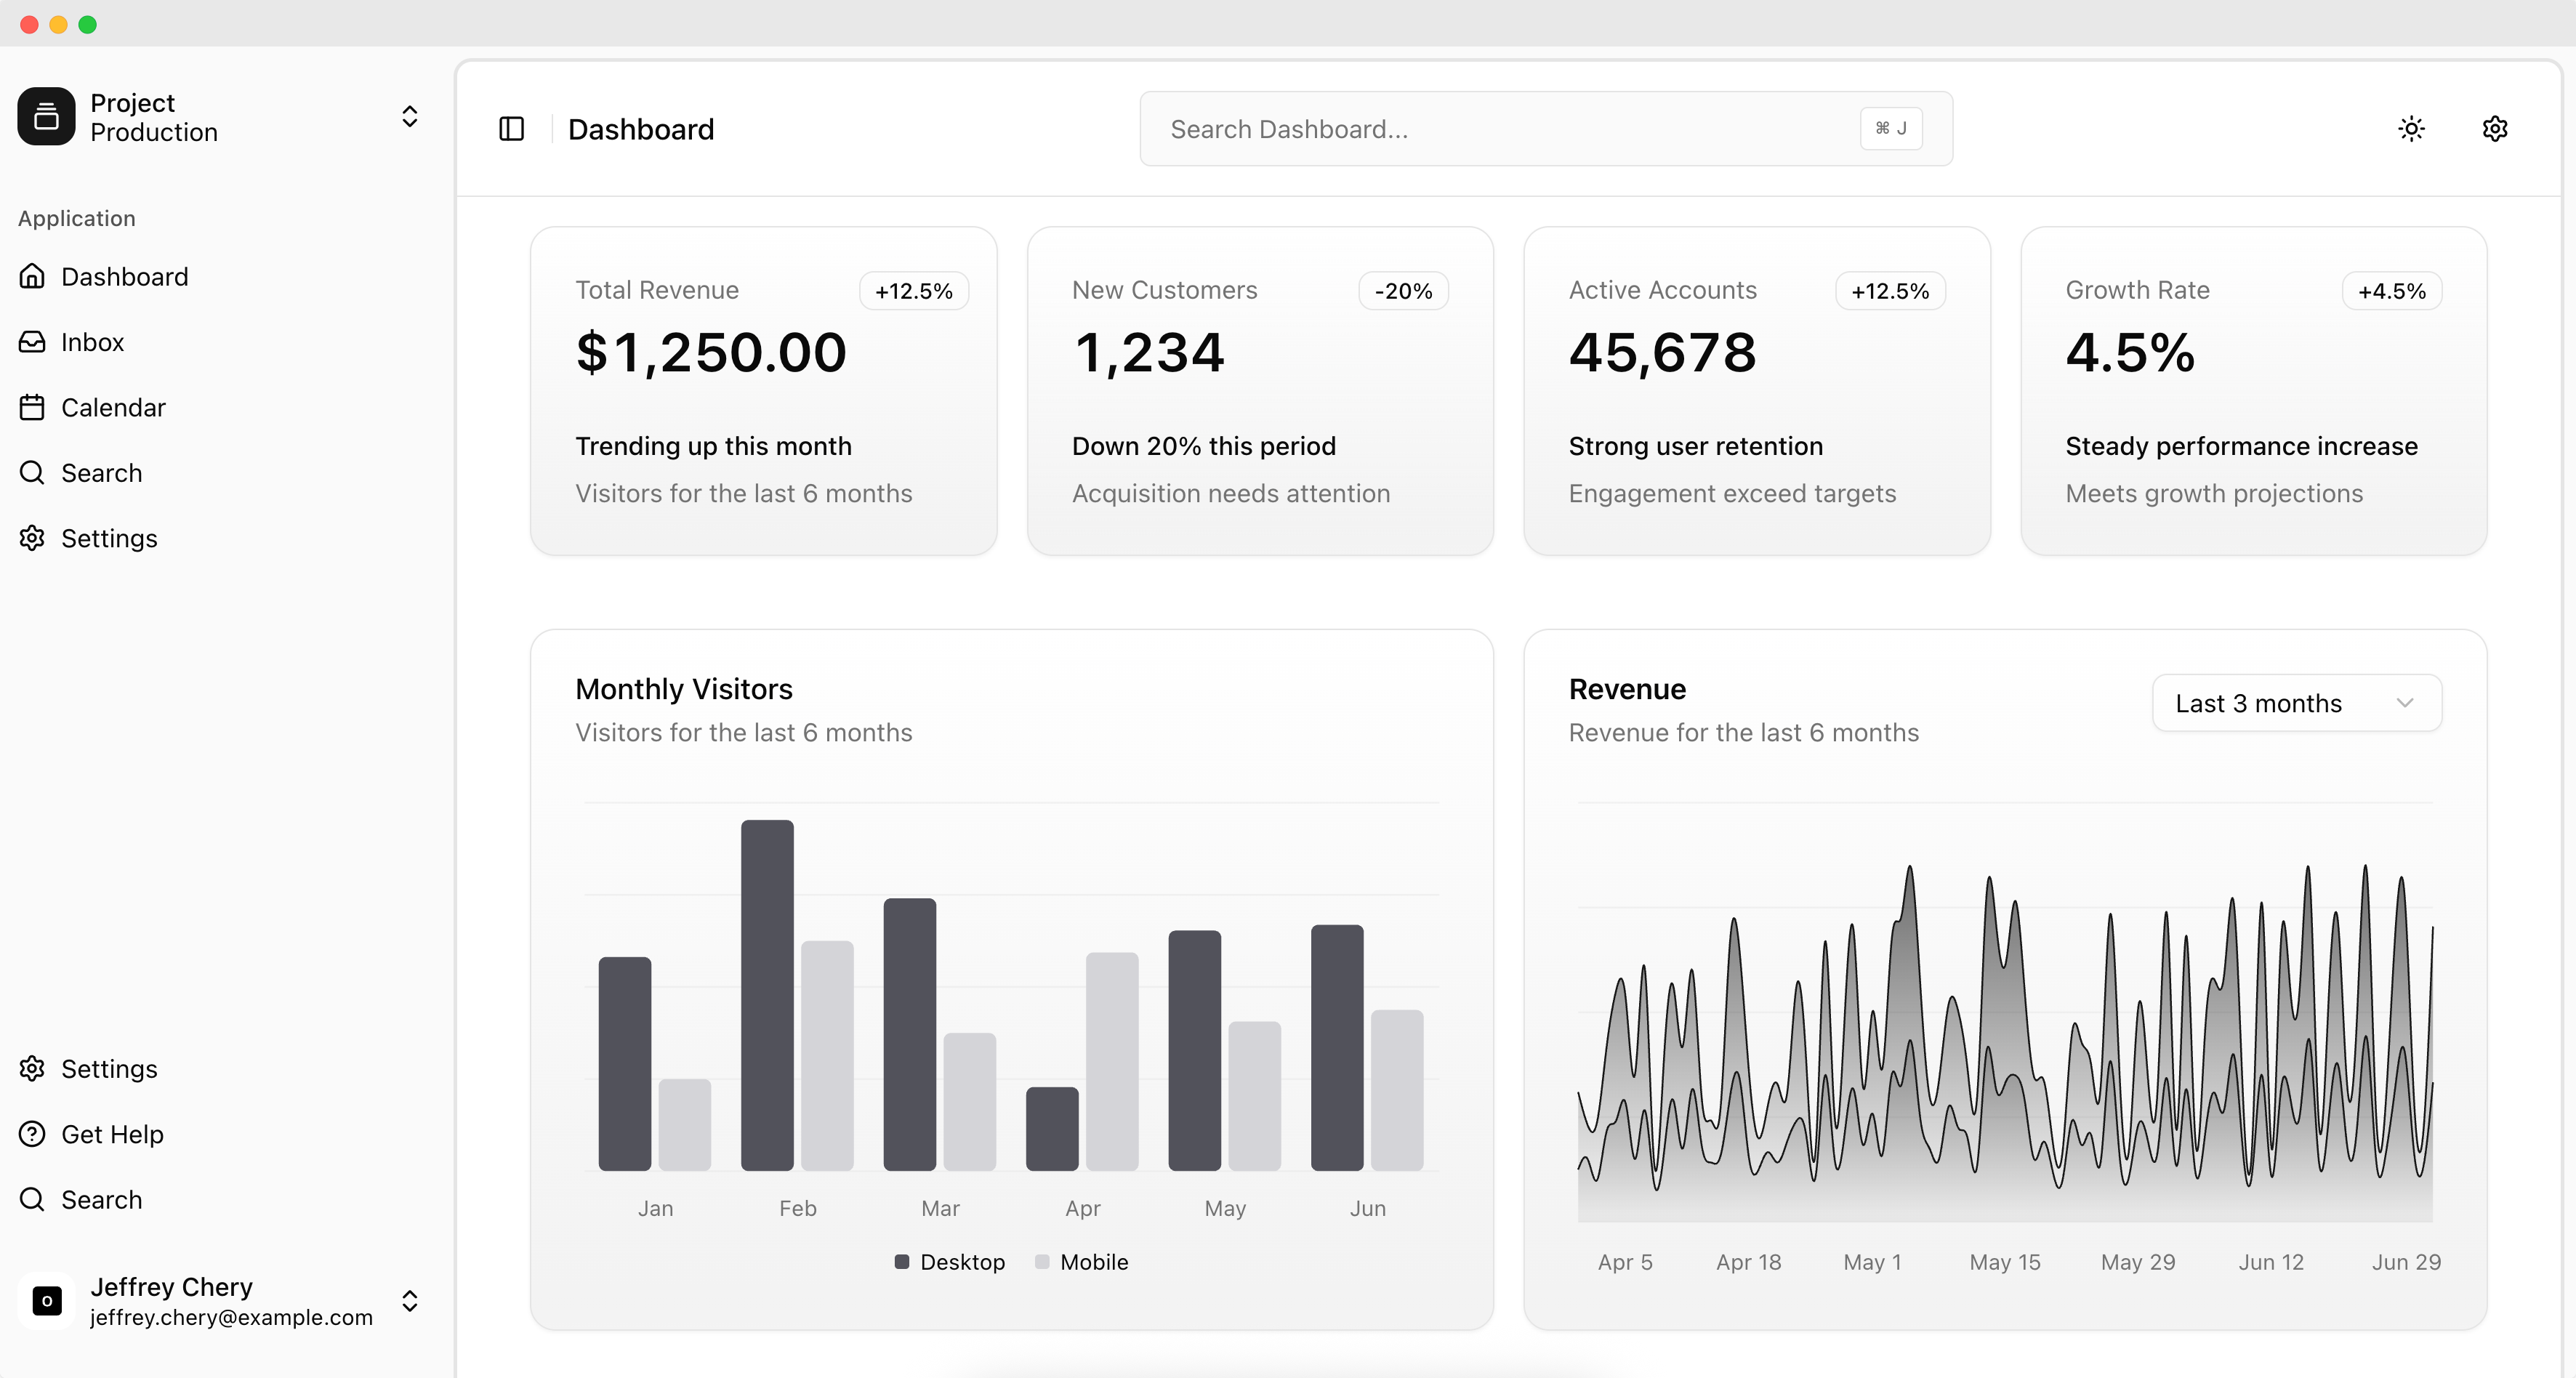 Project
Production
Application
Dashboard
Inbox
Calendar
Search
Settings
Settings
Get Help
Search
O
Jeffrey Chery
jeffrey.chery@example.com
Dashboard
Search Dashboard...
⌘ J
Total Revenue
+12.5%
$1,250.00
Trending up this month
Visitors for the last 6 months
New Customers
-20%
1,234
Down 20% this period
Acquisition needs attention
Active Accounts
+12.5%
45,678
Strong user retention
Engagement exceed targets
Growth Rate
+4.5%
4.5%
Steady performance increase
Meets growth projections
Monthly Visitors
Visitors for the last 6 months
Jan Feb Mar Apr May Jun
Desktop Mobile
Revenue
Revenue for the last 6 months
Last 3 months
Apr 5 Apr 18 May 1 May 15 May 29 Jun 12 Jun 29